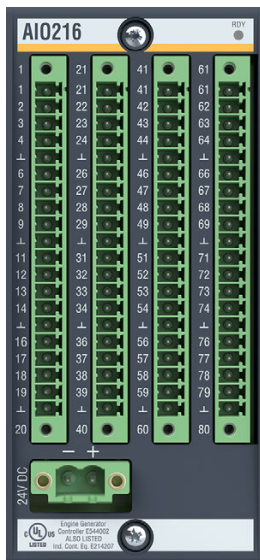 AIO216
RDY
1 21 41 61
1 21 41 61
2 22 42 62
3 23 43 63
4 24 44 64
⊥ ⊥ ⊥ ⊥
6 26 46 66
7 27 47 67
8 28 48 68
9 29 49 69
⊥ ⊥ ⊥ ⊥
11 31 51 71
12 32 52 72
13 33 53 73
14 34 54 74
⊥ ⊥ ⊥ ⊥
16 36 56 76
17 37 57 77
18 38 58 78
19 39 59 79
⊥ ⊥ ⊥ ⊥
20 40 60 80
− +
24V DC
C UL US
LISTED
Engine Generator
Controller E544002
ALSO LISTED
Ind. Cont. Eq. E214207